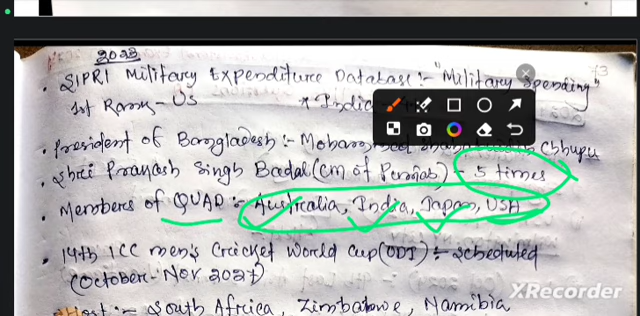 2023
• SIPRI Military Expenditure Database :- "Military Spending"
1st Rank - US * India
• President of Bangladesh :- Chhupu
• Shri Prakash Singh Badal (CM of Punjab) - 5 times
• Members of QUAD :- Australia, India, Japan, USA
• 14th ICC men's Cricket World Cup (ODI) :- scheduled
(October - Nov 2027)
Host :- South Africa, Zimbabwe, Namibia
XRecorder